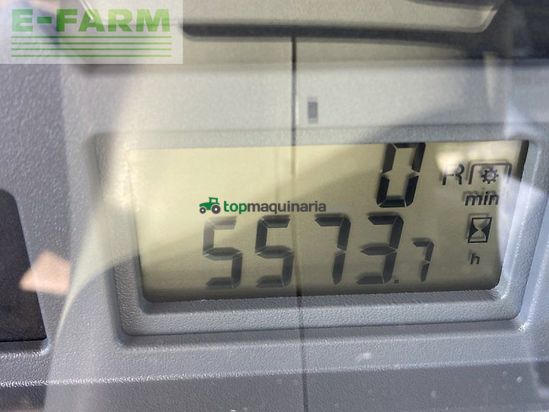 E-FARM
0 R
min
topmaquinaria
5573.7 h